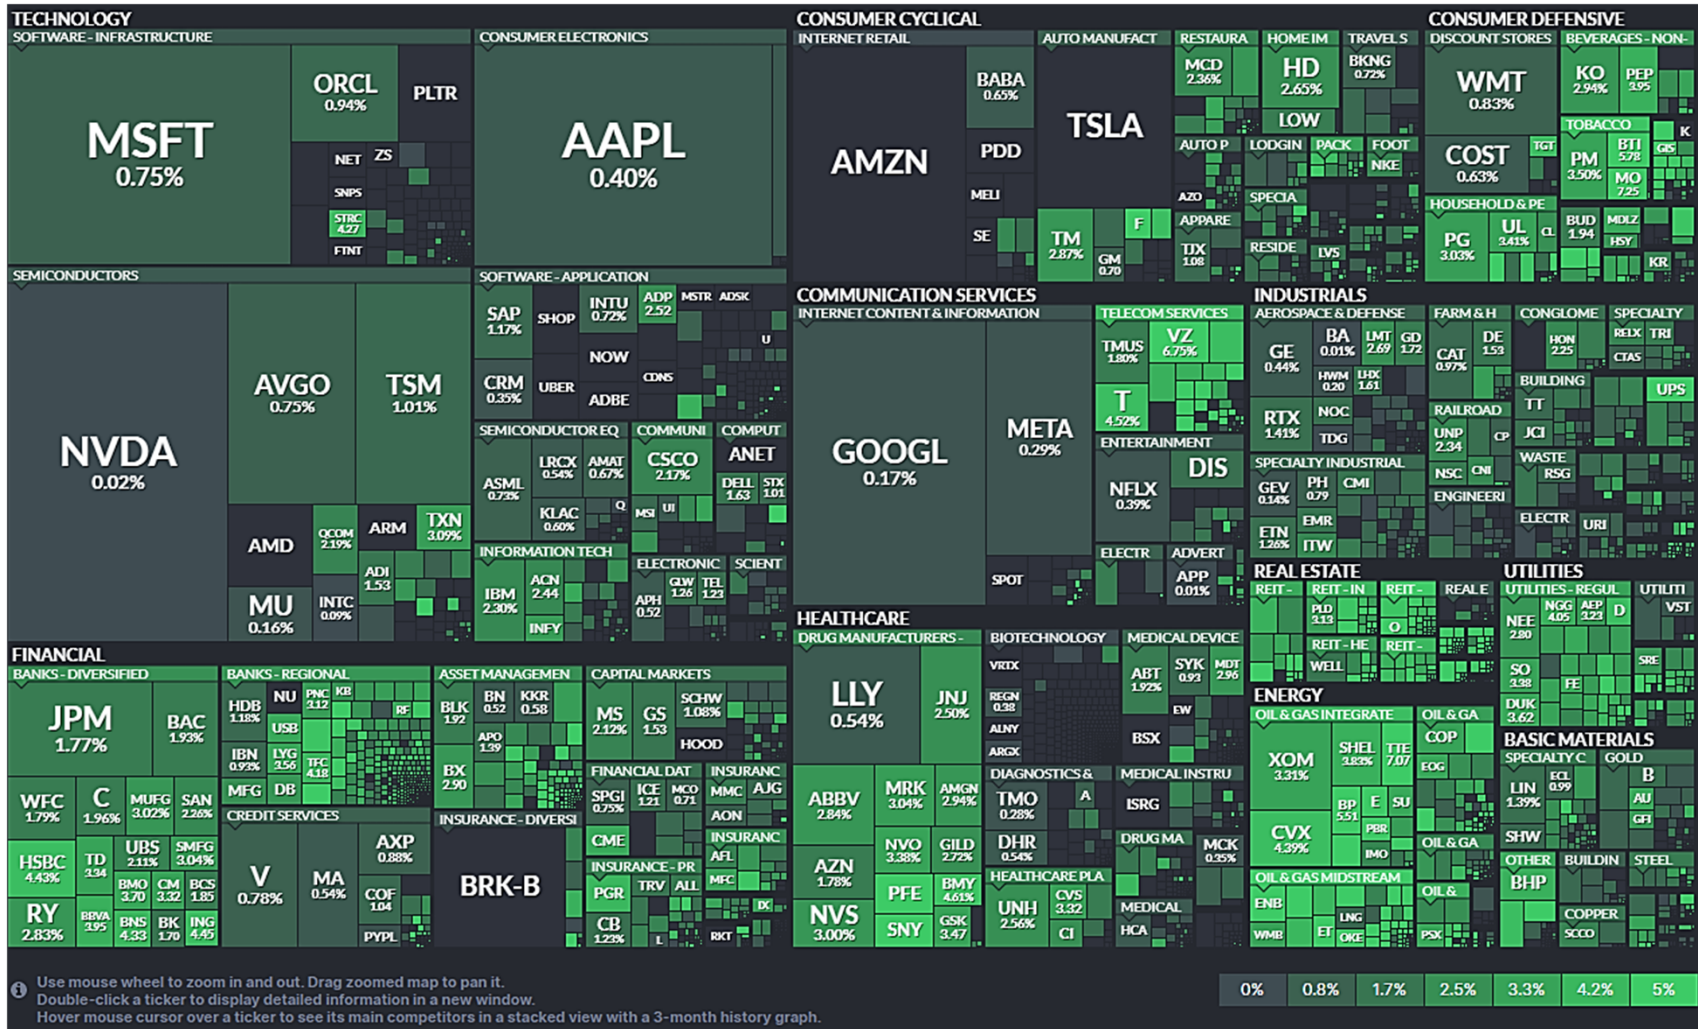 TECHNOLOGY
SOFTWARE - INFRASTRUCTURE
MSFT
0.75%
ORCL
0.94%
PLTR
NET
ZS
SNPS
STRC
4.27
FTNT
CONSUMER ELECTRONICS
AAPL
0.40%
SEMICONDUCTORS
NVDA
0.02%
AVGO
0.75%
TSM
1.01%
AMD
QCOM
2.19%
ARM
TXN
3.09%
ADI
1.53
MU
0.16%
INTC
0.09%
SOFTWARE - APPLICATION
SAP
1.17%
SHOP
INTU
0.72%
ADP
2.52
MSTR
ADSK
U
NOW
CRM
0.35%
UBER
CDNS
ADBE
SEMICONDUCTOR EQ
ASML
0.73%
LRCX
0.54%
AMAT
0.67%
KLAC
0.60%
Q
COMMUNI
CSCO
2.17%
MSI
UI
COMPUT
ANET
DELL
1.63
STX
1.01
INFORMATION TECH
IBM
2.30%
ACN
2.44
INFY
ELECTRONIC
APH
0.52
GLW
1.26
TEL
1.23
SCIENT
CONSUMER CYCLICAL
INTERNET RETAIL
AMZN
BABA
0.65%
PDD
MELI
SE
AUTO MANUFACT
TSLA
TM
2.87%
GM
0.70
F
RESTAURA
MCD
2.36%
HOME IM
HD
2.65%
LOW
TRAVEL S
BKNG
0.72%
AUTO P
AZO
LODGIN
PACK
FOOT
NKE
SPECIA
APPARE
TJX
1.08
RESIDE
LVS
CONSUMER DEFENSIVE
DISCOUNT STORES
WMT
0.83%
COST
0.63%
TGT
BEVERAGES - NON-
KO
2.94%
PEP
3.95
TOBACCO
PM
3.50%
BTI
5.78
MO
7.25
K
GIS
HOUSEHOLD & PE
PG
3.03%
UL
3.41%
CL
BUD
1.94
MDLZ
HSY
KR
COMMUNICATION SERVICES
INTERNET CONTENT & INFORMATION
GOOGL
0.17%
META
0.29%
SPOT
TELECOM SERVICES
TMUS
1.80%
VZ
6.75%
T
4.52%
ENTERTAINMENT
NFLX
0.39%
DIS
ELECTR
ADVERT
APP
0.01%
INDUSTRIALS
AEROSPACE & DEFENSE
GE
0.44%
BA
0.01%
LMT
2.69
GD
1.72
HWM
0.20
LHX
1.61
RTX
1.41%
NOC
TDG
FARM & H
CAT
0.97%
DE
1.53
CONGLOME
HON
2.25
SPECIALTY
RELX
TRI
CTAS
BUILDING
TT
JCI
UPS
RAILROAD
UNP
2.34
CP
NSC
CNI
WASTE
RSG
SPECIALTY INDUSTRIAL
GEV
0.14%
PH
0.79
CMI
ETN
1.26%
EMR
ITW
ENGINEERI
ELECTR
URI
FINANCIAL
BANKS - DIVERSIFIED
JPM
1.77%
BAC
1.93%
WFC
1.79%
C
1.96%
MUFG
3.02%
SAN
2.26%
HSBC
4.43%
TD
3.34
UBS
2.11%
SMFG
3.04%
BMO
3.70
CM
3.32
BCS
1.85
RY
2.83%
BBVA
3.95
BNS
4.33
BK
1.70
ING
4.45
BANKS - REGIONAL
HDB
1.18%
NU
PNC
3.12
KB
RF
USB
IBN
0.93%
LYG
3.56
TFC
4.18
MFG
DB
CREDIT SERVICES
V
0.78%
MA
0.54%
AXP
0.88%
COF
1.04
PYPL
ASSET MANAGEMEN
BLK
1.92
BN
0.52
KKR
0.58
APO
1.39
BX
2.90
INSURANCE - DIVERSI
BRK-B
CAPITAL MARKETS
MS
2.12%
GS
1.53
SCHW
1.08%
HOOD
FINANCIAL DAT
SPGI
0.75%
ICE
1.21
MCO
0.71
CME
INSURANC
MMC
AJG
AON
INSURANC
AFL
MFC
INSURANCE - PR
PGR
TRV
ALL
CB
1.23%
L
IX
RKT
HEALTHCARE
DRUG MANUFACTURERS -
LLY
0.54%
JNJ
2.50%
ABBV
2.84%
MRK
3.04%
AMGN
2.94%
AZN
1.78%
NVO
3.38%
GILD
2.72%
PFE
BMY
4.61%
NVS
3.00%
SNY
GSK
3.47
BIOTECHNOLOGY
VRTX
REGN
0.38
ALNY
ARGX
MEDICAL DEVICE
ABT
1.92%
SYK
0.93
MDT
2.96
EW
BSX
DIAGNOSTICS &
TMO
0.28%
A
DHR
0.54%
MEDICAL INSTRU
ISRG
DRUG MA
MCK
0.35%
HEALTHCARE PLA
UNH
2.56%
CVS
3.32
CI
MEDICAL
HCA
REAL ESTATE
REIT -
REIT - IN
PLD
3.13
REIT -
O
REAL E
REIT - HE
WELL
REIT -
UTILITIES
UTILITIES - REGUL
NEE
2.80
NGG
4.05
AEP
3.23
D
SO
3.38
FE
DUK
3.62
UTILITI
VST
SRE
ENERGY
OIL & GAS INTEGRATE
XOM
3.31%
SHEL
3.83%
TTE
7.07
CVX
4.39%
BP
5.51
E
SU
PBR
IMO
OIL & GA
COP
EOG
OIL & GA
OIL & GAS MIDSTREAM
ENB
WMB
ET
LNG
OKE
OIL &
PSX
BASIC MATERIALS
SPECIALTY C
LIN
1.39%
ECL
0.99
SHW
GOLD
B
AU
GFI
OTHER
BHP
BUILDIN
STEEL
COPPER
SCCO
Use mouse wheel to zoom in and out. Drag zoomed map to pan it.
Double-click a ticker to display detailed information in a new window.
Hover mouse cursor over a ticker to see its main competitors in a stacked view with a 3-month history graph.
0% 0.8% 1.7% 2.5% 3.3% 4.2% 5%